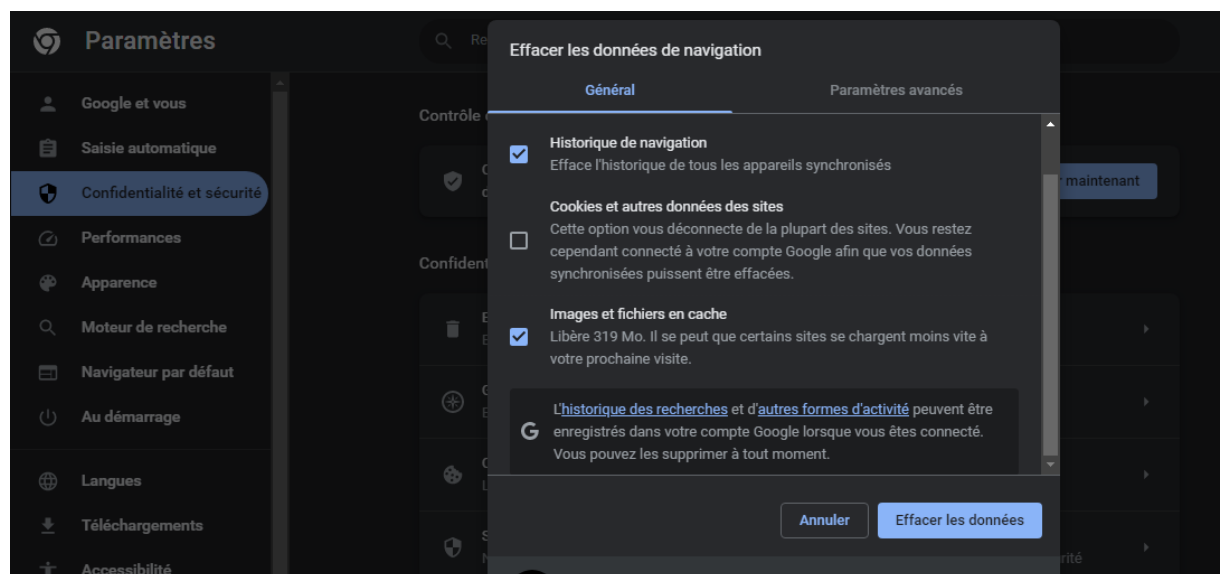 Paramètres
Re
Google et vous
Saisie automatique
Confidentialité et sécurité
Performances
Apparence
Moteur de recherche
Navigateur par défaut
Au démarrage
Langues
Téléchargements
Accessibilité
Contrôle
maintenant
Confident
rité
Effacer les données de navigation
Général
Paramètres avancés
Historique de navigation
Efface l'historique de tous les appareils synchronisés
Cookies et autres données des sites
Cette option vous déconnecte de la plupart des sites. Vous restez
cependant connecté à votre compte Google afin que vos données
synchronisées puissent être effacées.
Images et fichiers en cache
Libère 319 Mo. Il se peut que certains sites se chargent moins vite à
votre prochaine visite.
L'historique des recherches et d'autres formes d'activité peuvent être
enregistrés dans votre compte Google lorsque vous êtes connecté.
Vous pouvez les supprimer à tout moment.
Annuler
Effacer les données